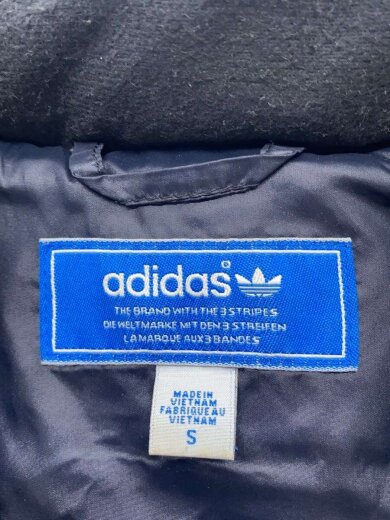 adidas®
THE BRAND WITH THE 3 STRIPES
DIE WELTMARKE MIT DEN 3 STREIFEN
LA MARQUE AUX 3 BANDES
MADE IN
VIETNAM
FABRIQUE AU
VIETNAM
S